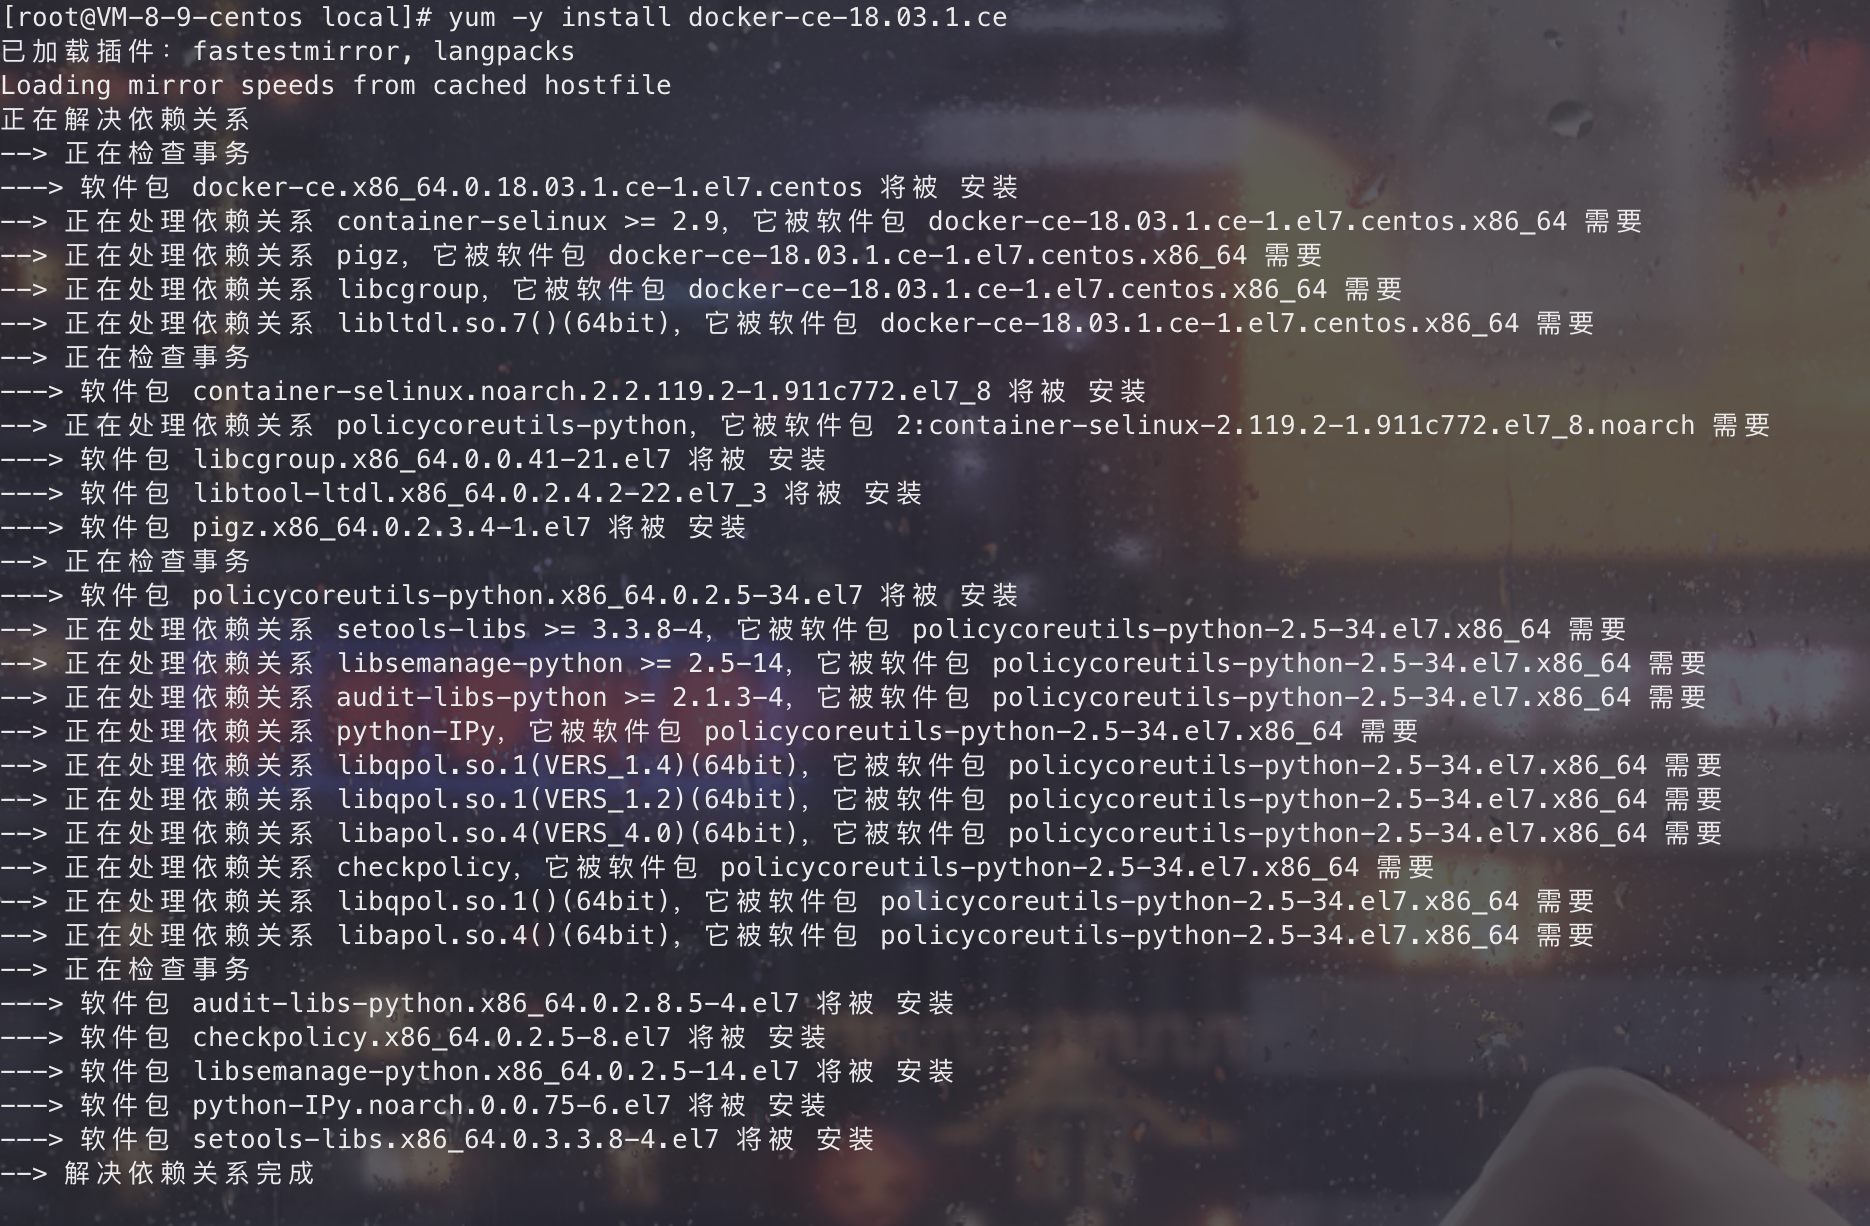 [root@VM-8-9-centos local]# yum -y install docker-ce-18.03.1.ce
已加载插件：fastestmirror, langpacks
Loading mirror speeds from cached hostfile
正在解决依赖关系
--> 正在检查事务
---> 软件包 docker-ce.x86_64.0.18.03.1.ce-1.el7.centos 将被 安装
--> 正在处理依赖关系 container-selinux >= 2.9，它被软件包 docker-ce-18.03.1.ce-1.el7.centos.x86_64 需要
--> 正在处理依赖关系 pigz，它被软件包 docker-ce-18.03.1.ce-1.el7.centos.x86_64 需要
--> 正在处理依赖关系 libcgroup，它被软件包 docker-ce-18.03.1.ce-1.el7.centos.x86_64 需要
--> 正在处理依赖关系 libltdl.so.7()(64bit)，它被软件包 docker-ce-18.03.1.ce-1.el7.centos.x86_64 需要
--> 正在检查事务
---> 软件包 container-selinux.noarch.2.2.119.2-1.911c772.el7_8 将被 安装
--> 正在处理依赖关系 policycoreutils-python，它被软件包 2:container-selinux-2.119.2-1.911c772.el7_8.noarch 需要
---> 软件包 libcgroup.x86_64.0.0.41-21.el7 将被 安装
---> 软件包 libtool-ltdl.x86_64.0.2.4.2-22.el7_3 将被 安装
---> 软件包 pigz.x86_64.0.2.3.4-1.el7 将被 安装
--> 正在检查事务
---> 软件包 policycoreutils-python.x86_64.0.2.5-34.el7 将被 安装
--> 正在处理依赖关系 setools-libs >= 3.3.8-4，它被软件包 policycoreutils-python-2.5-34.el7.x86_64 需要
--> 正在处理依赖关系 libsemanage-python >= 2.5-14，它被软件包 policycoreutils-python-2.5-34.el7.x86_64 需要
--> 正在处理依赖关系 audit-libs-python >= 2.1.3-4，它被软件包 policycoreutils-python-2.5-34.el7.x86_64 需要
--> 正在处理依赖关系 python-IPy，它被软件包 policycoreutils-python-2.5-34.el7.x86_64 需要
--> 正在处理依赖关系 libqpol.so.1(VERS_1.4)(64bit)，它被软件包 policycoreutils-python-2.5-34.el7.x86_64 需要
--> 正在处理依赖关系 libqpol.so.1(VERS_1.2)(64bit)，它被软件包 policycoreutils-python-2.5-34.el7.x86_64 需要
--> 正在处理依赖关系 libapol.so.4(VERS_4.0)(64bit)，它被软件包 policycoreutils-python-2.5-34.el7.x86_64 需要
--> 正在处理依赖关系 checkpolicy，它被软件包 policycoreutils-python-2.5-34.el7.x86_64 需要
--> 正在处理依赖关系 libqpol.so.1()(64bit)，它被软件包 policycoreutils-python-2.5-34.el7.x86_64 需要
--> 正在处理依赖关系 libapol.so.4()(64bit)，它被软件包 policycoreutils-python-2.5-34.el7.x86_64 需要
--> 正在检查事务
---> 软件包 audit-libs-python.x86_64.0.2.8.5-4.el7 将被 安装
---> 软件包 checkpolicy.x86_64.0.2.5-8.el7 将被 安装
---> 软件包 libsemanage-python.x86_64.0.2.5-14.el7 将被 安装
---> 软件包 python-IPy.noarch.0.0.75-6.el7 将被 安装
---> 软件包 setools-libs.x86_64.0.3.3.8-4.el7 将被 安装
--> 解决依赖关系完成